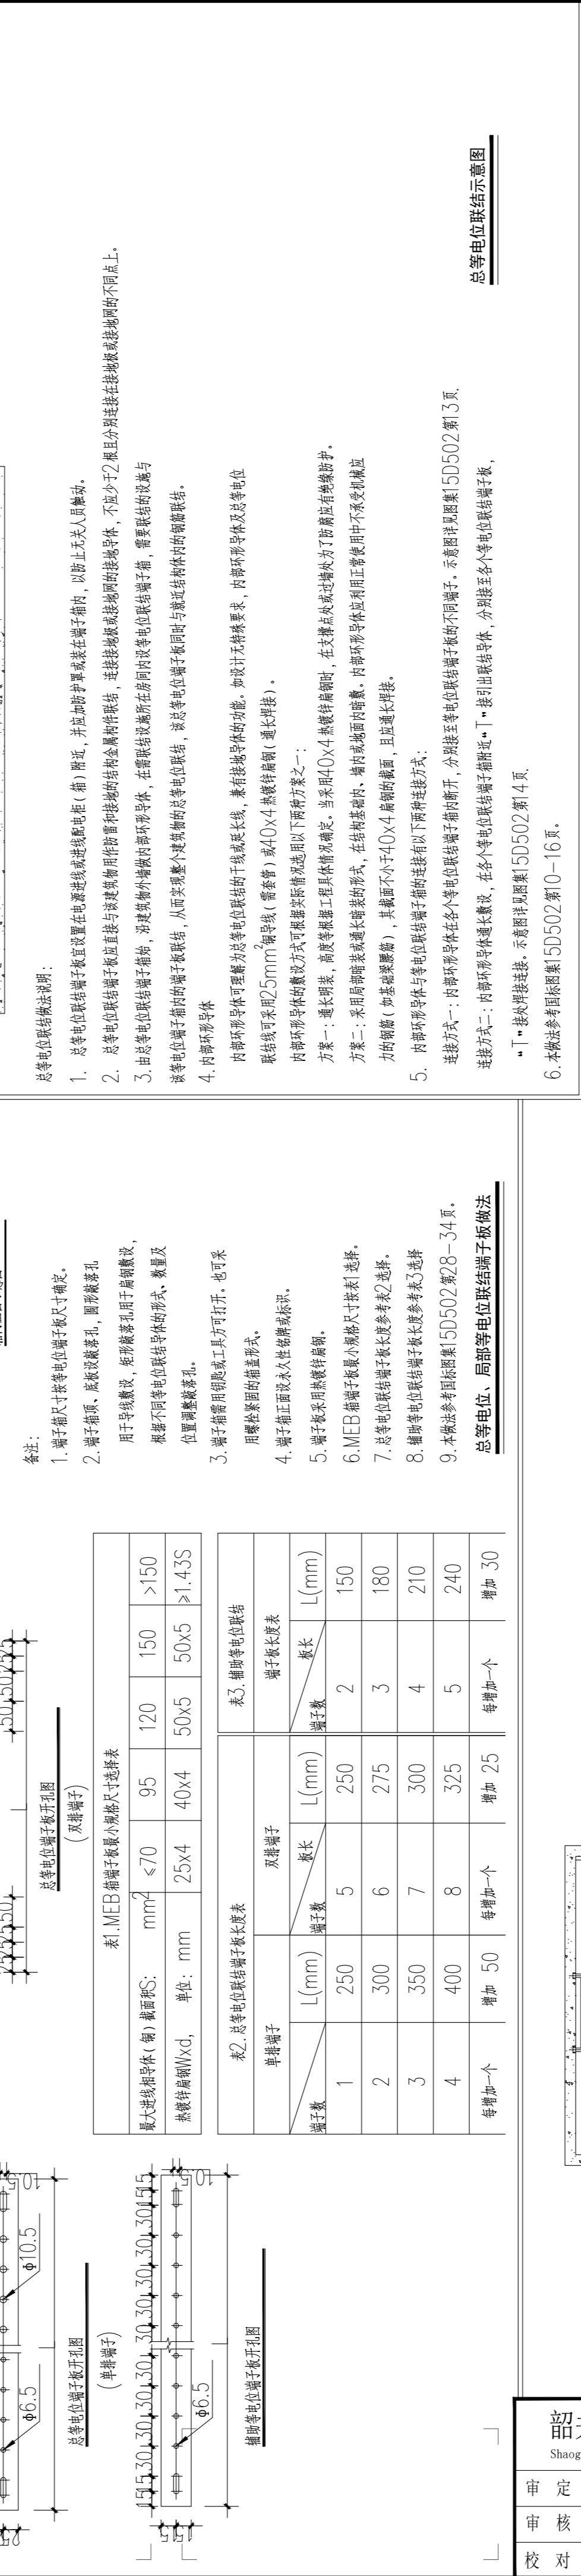 总等电位联结做法说明：
1. 总等电位联结端子板宜设置在电源进线或进线配电柜(箱)附近，并应加防护罩或装在端子箱内，以防止无关人员触动。
2. 总等电位联结端子板应直接与该建筑物用作防雷和接地的结构金属构件联结，连接接地极或接地网的接地导体，不应少于2根且分别连接在接地极或接地网的不同点上。
3. 由总等电位联结端子箱始，沿建筑物外墙做内部环形导体，在需联结设施所在房间内设等电位联结端子箱，需要联结的设施与
该等电位端子箱内的端子板联结，从而实现整个建筑物的总等电位联结，该总等电位端子板同时与就近结构体内的钢筋联结。
4. 内部环形导体
内部环形导体可理解为总等电位联结的干线或延长线，兼有接地导体的功能。如设计无特殊要求，内部环形导体及总等电位
联结线可采用25mm²铜导线(需套管)或40x4热镀锌扁钢(通长焊接)。
内部环形导体的敷设方式可根据实际情况选用以下两种方案之一：
方案一：通长明装，高度等根据工程具体情况确定。当采用40x4热镀锌扁钢时，在支撑点处或过墙处为了防腐应有绝缘防护。
方案二：采用局部暗装或通长暗装的形式，在结构基础内、墙内或地面内暗敷。内部环形导体应利用正常使用中不承受机械应
力的钢筋(如基础梁腰筋)，其截面不小于40x4扁钢的截面，且应通长焊接。
5. 内部环形导体与等电位联结端子箱的连接有以下两种连接方式：
连接方式一：内部环形导体在各个等电位联结端子箱内断开，分别接至等电位联结端子板的不同端子。示意图详见图集15D502第13页.
连接方式二：内部环形导体通长敷设，在各个等电位联结端子箱附近“T”接引出联结导体，分别接至各个等电位联结端子板，
“T”接处焊接连接。示意图详见图集15D502第14页.
6. 本做法参考国标图集15D502第10-16页。
总等电位联结示意图
备注：
1. 端子箱尺寸按等电位端子板尺寸确定。
2. 端子箱顶、底板设敲落孔，圆形敲落孔
用于导线敷设，矩形敲落孔用于扁钢敷设，
根据不同等电位联结导体的形式、数量及
位置调整敲落孔。
3. 端子箱需用钥匙或工具方可打开。也可采
用螺栓紧固的箱盖形式。
4. 端子箱正面设永久性铭牌或标识。
5. 端子板采用热镀锌扁钢。
6. MEB箱端子板最小规格尺寸按表1选择。
7. 总等电位联结端子板长度参考表2选择。
8. 辅助等电位联结端子板长度参考表3选择
9. 本做法参考国标图集15D502第28-34页。
总等电位、局部等电位联结端子板做法
总等电位端子板开孔图
(双排端子)
表1. MEB箱端子板最小规格尺寸选择表
最大进线相导体(铜)截面积S： mm² ≤70 95 120 150 >150
热镀锌扁钢Wxd， 单位：mm 25x4 40x4 50x5 50x5 ≥1.43S
表2. 总等电位联结端子板长度表
单排端子 双排端子
端子数 L(mm) 端子数 板长 L(mm)
1 250 5 250
2 300 6 275
3 350 7 300
4 400 8 325
每增加一个 增加 50 每增加一个 增加 25
表3. 辅助等电位联结
端子板长度表
端子数 板长 L(mm)
2 150
3 180
4 210
5 240
每增加一个 增加 30
Φ6.5 Φ10.5
L
总等电位端子板开孔图
(单排端子)
15 15 30 30 30 30 30 30 30 30 30 15 15
Φ6.5
L
辅助等电位端子板开孔图
审 定
审 核
校 对